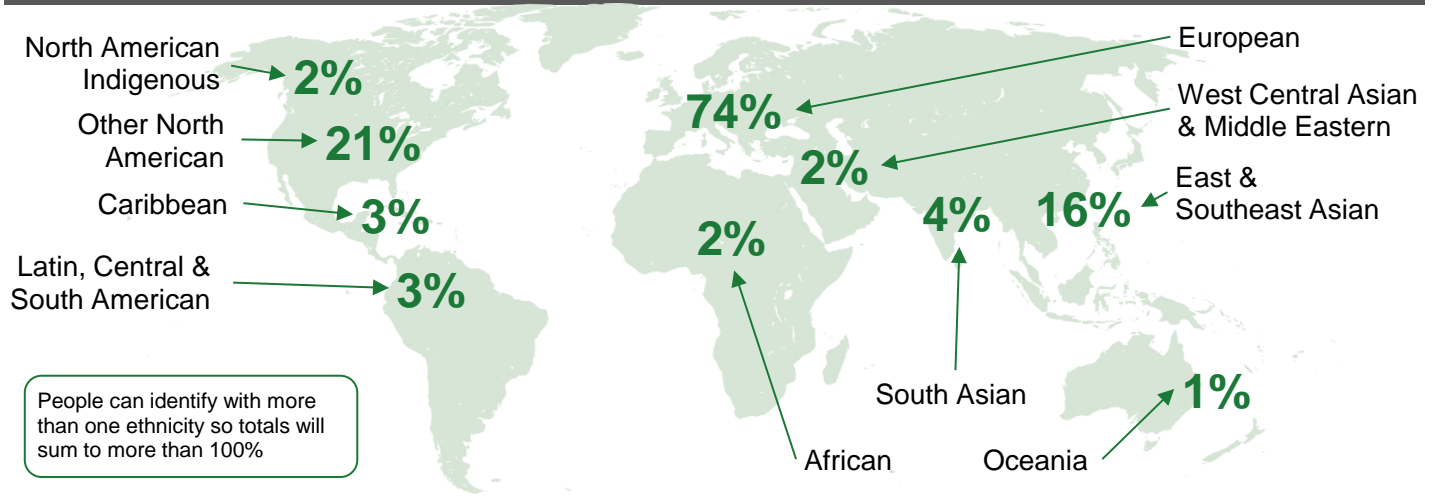 North American
Indigenous
2%
Other North
American
21%
Caribbean
3%
Latin, Central &
South American
3%
European
74%
West Central Asian
& Middle Eastern
2%
East &
Southeast Asian
16%
4%
South Asian
2%
African
1%
Oceania
People can identify with more
than one ethnicity so totals will
sum to more than 100%